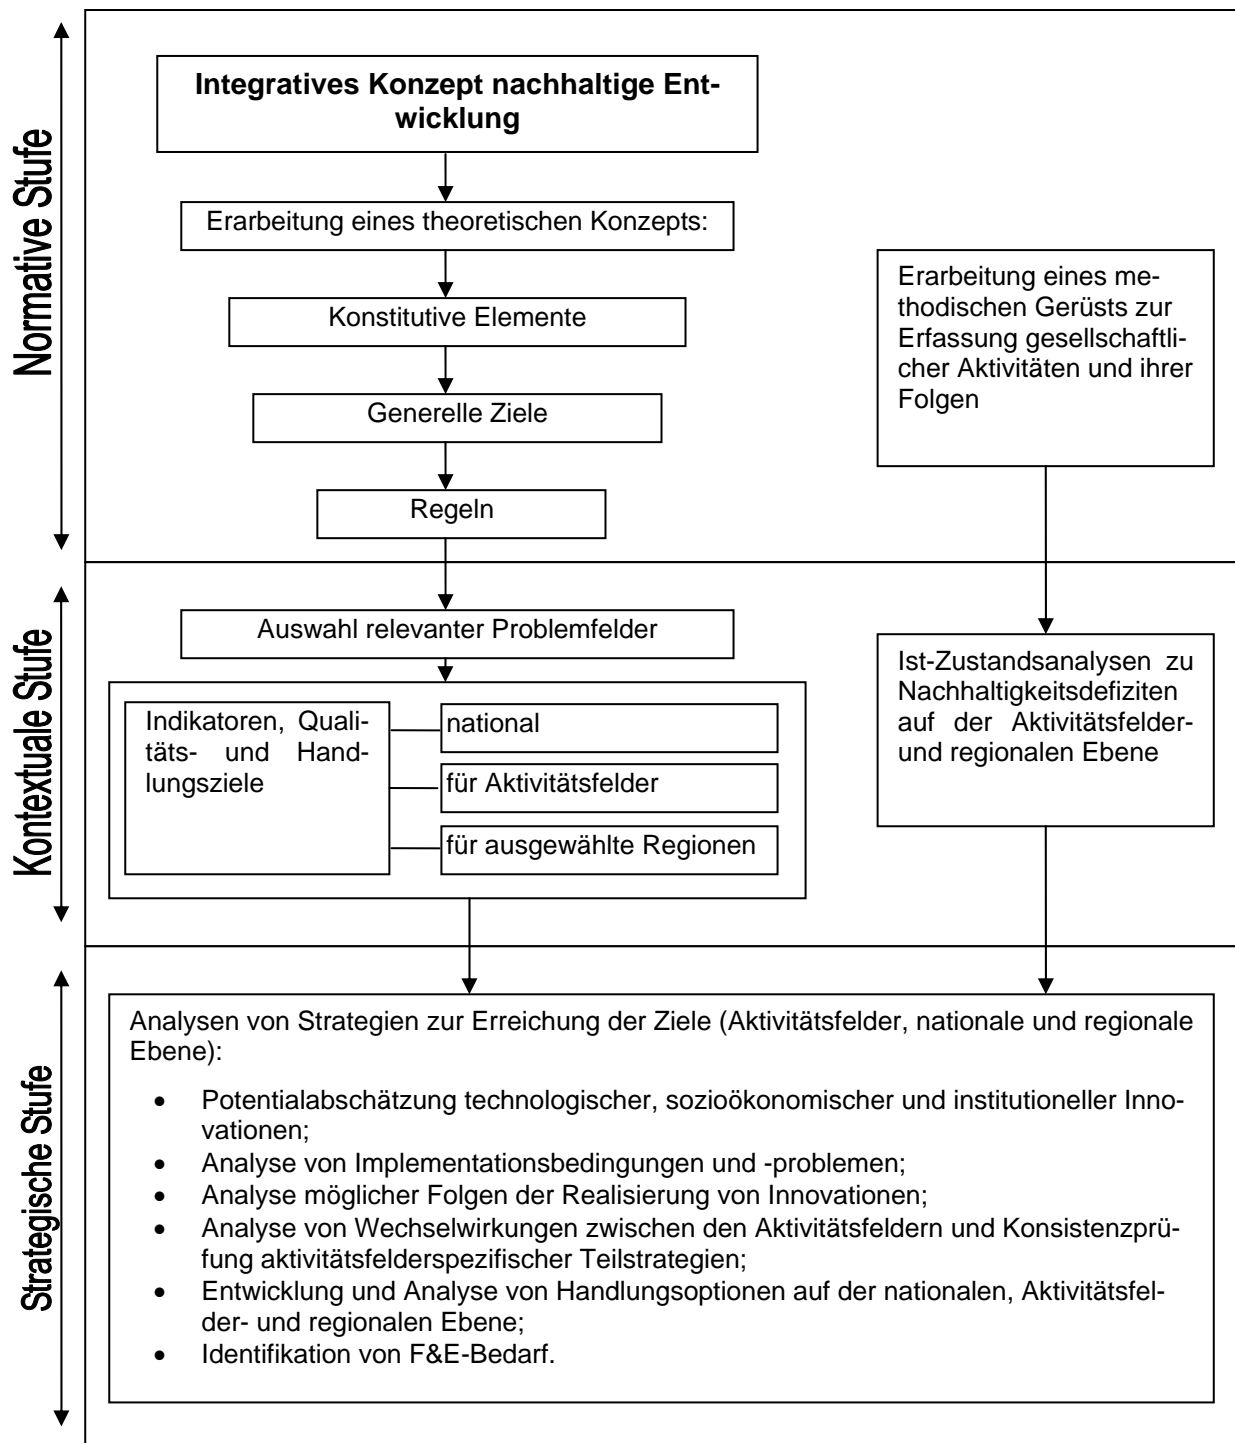 Normative Stufe
Integratives Konzept nachhaltige Ent-
wicklung
Erarbeitung eines theoretischen Konzepts:
Konstitutive Elemente
Generelle Ziele
Regeln
Erarbeitung eines me-
thodischen Gerüsts zur
Erfassung gesellschaftli-
cher Aktivitäten und ihrer
Folgen
Kontextuale Stufe
Auswahl relevanter Problemfelder
Indikatoren, Quali-
täts- und Hand-
lungsziele
national
für Aktivitätsfelder
für ausgewählte Regionen
Ist-Zustandsanalysen zu
Nachhaltigkeitsdefiziten
auf der Aktivitätsfelder-
und regionalen Ebene
Strategische Stufe
Analysen von Strategien zur Erreichung der Ziele (Aktivitätsfelder, nationale und regionale
Ebene):
• Potentialabschätzung technologischer, sozioökonomischer und institutioneller Inno-
vationen;
• Analyse von Implementationsbedingungen und -problemen;
• Analyse möglicher Folgen der Realisierung von Innovationen;
• Analyse von Wechselwirkungen zwischen den Aktivitätsfeldern und Konsistenzprü-
fung aktivitätsfelderspezifischer Teilstrategien;
• Entwicklung und Analyse von Handlungsoptionen auf der nationalen, Aktivitätsfel-
der- und regionalen Ebene;
• Identifikation von F&E-Bedarf.